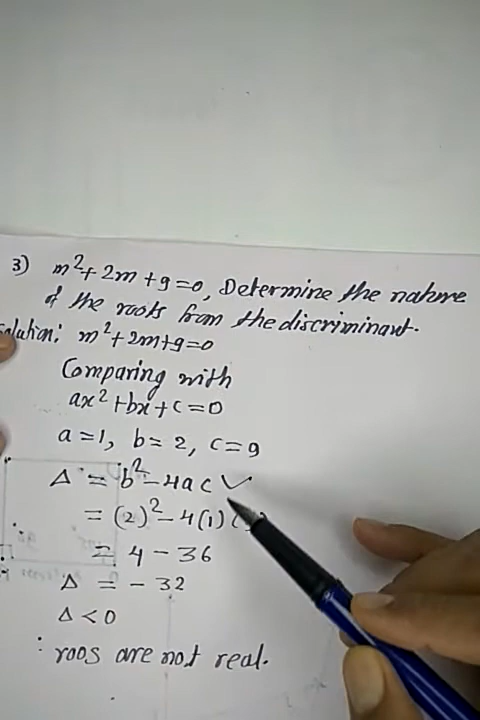 3) m²+ 2m +9=0, Determine the nature
of the roots from the discriminant.
Solution: m²+2m+9=0
Comparing with
ax²+bx+c=0
a=1, b=2, c=9
Δ = b²-4ac ✓
= (2)²-4(1)(
= 4-36
Δ = -32
Δ<0
: roos are not real.